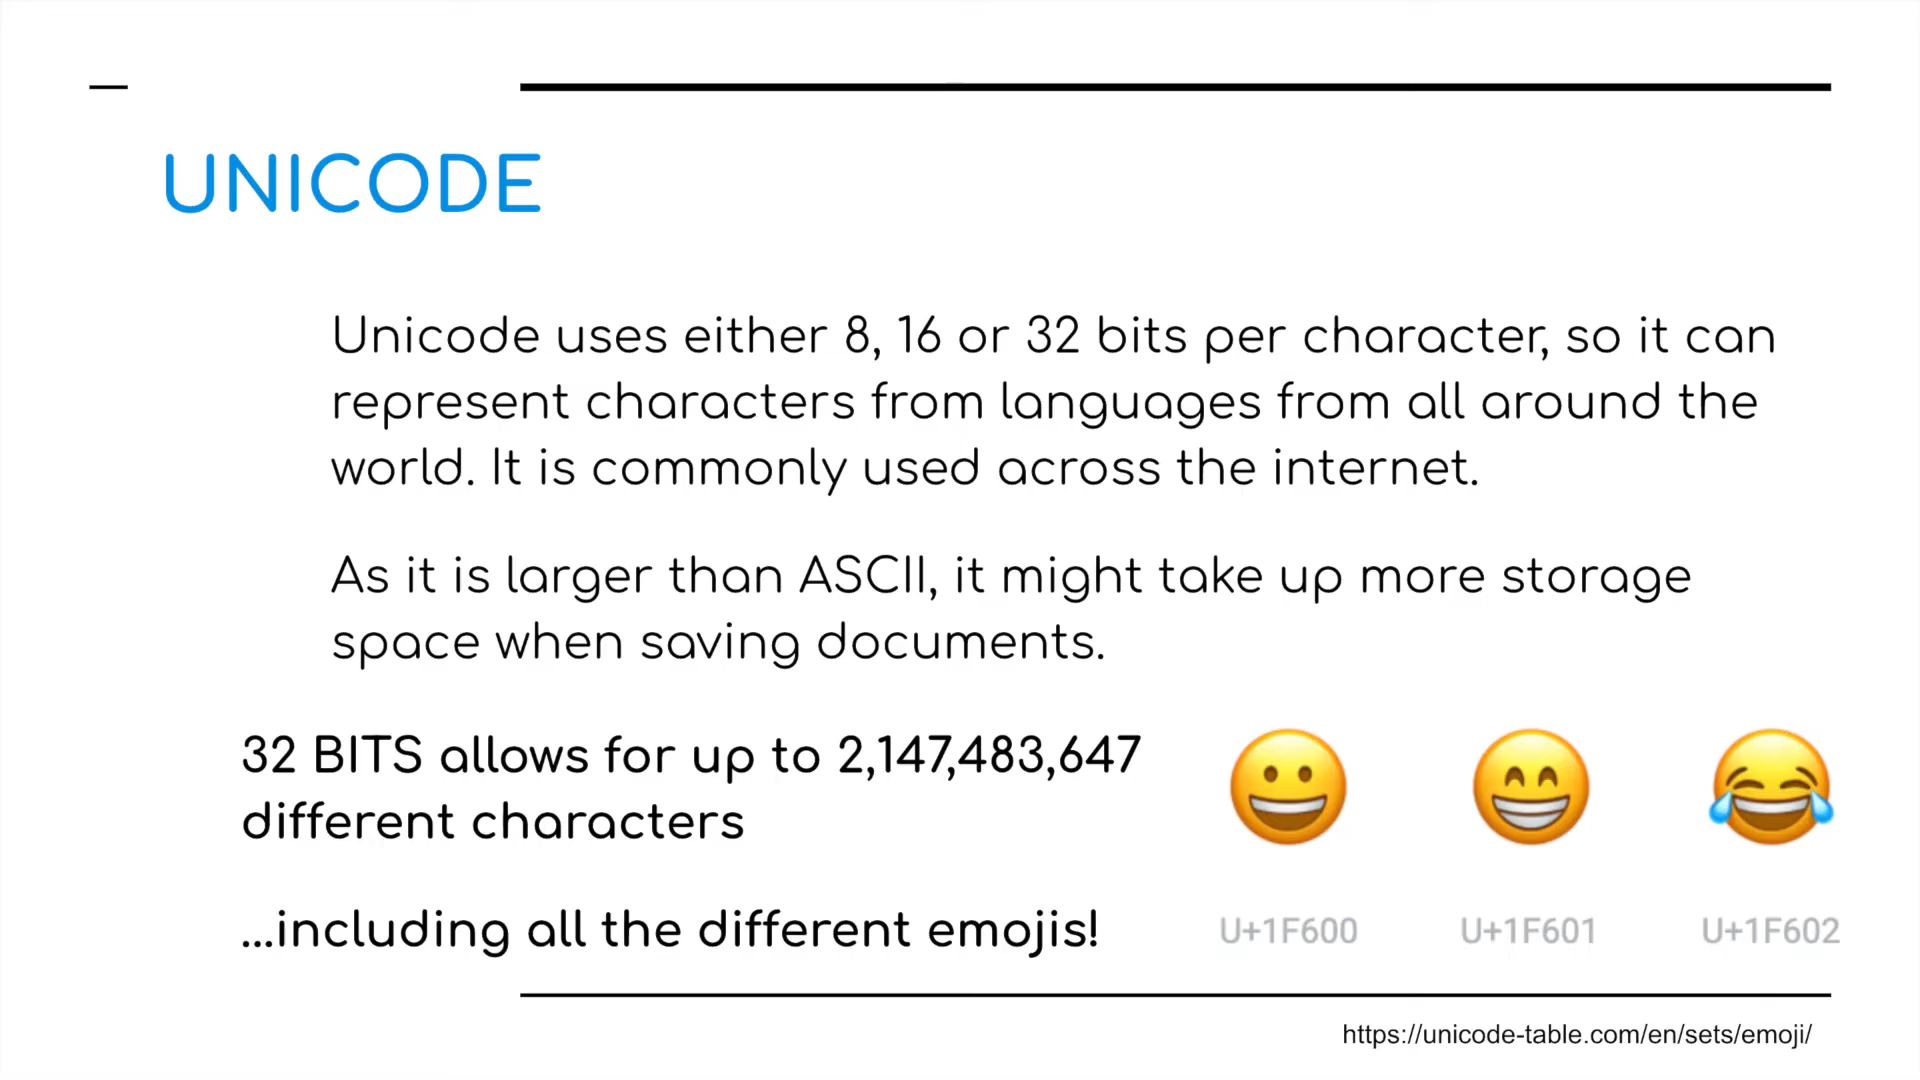 UNICODE
Unicode uses either 8, 16 or 32 bits per character, so it can
represent characters from languages from all around the
world. It is commonly used across the internet.
As it is larger than ASCII, it might take up more storage
space when saving documents.
32 BITS allows for up to 2,147,483,647
different characters
...including all the different emojis!
U+1F600 U+1F601 U+1F602
https://unicode-table.com/en/sets/emoji/